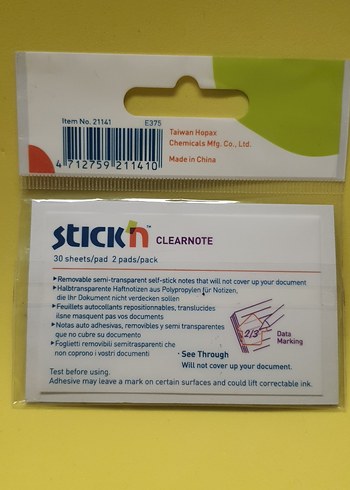 Item No. 21141 E375
4 712759 211410
Taiwan Hopax
Chemicals Mfg. Co., Ltd.
Made in China
STICK'n™ CLEARNOTE
30 sheets/pad 2 pads/pack
Removable semi-transparent self-stick notes that will not cover up your document
Halbtransparente Haftnotizen aus Polypropylen für Notizen,
die Ihr Dokument nicht verdecken sollen
Feuillets autocollants repositionnables, translucides
ilsne masquent pas vos documents
Notas auto adhesivas, removibles y semi transparentes
que no cubre su documento
Foglietti removibili semitrasparenti che
non coprono i vostri documenti
2/3
Data
Marking
· See Through
Will not cover up your document.
Test before using.
Adhesive may leave a mark on certain surfaces and could lift correctable ink.